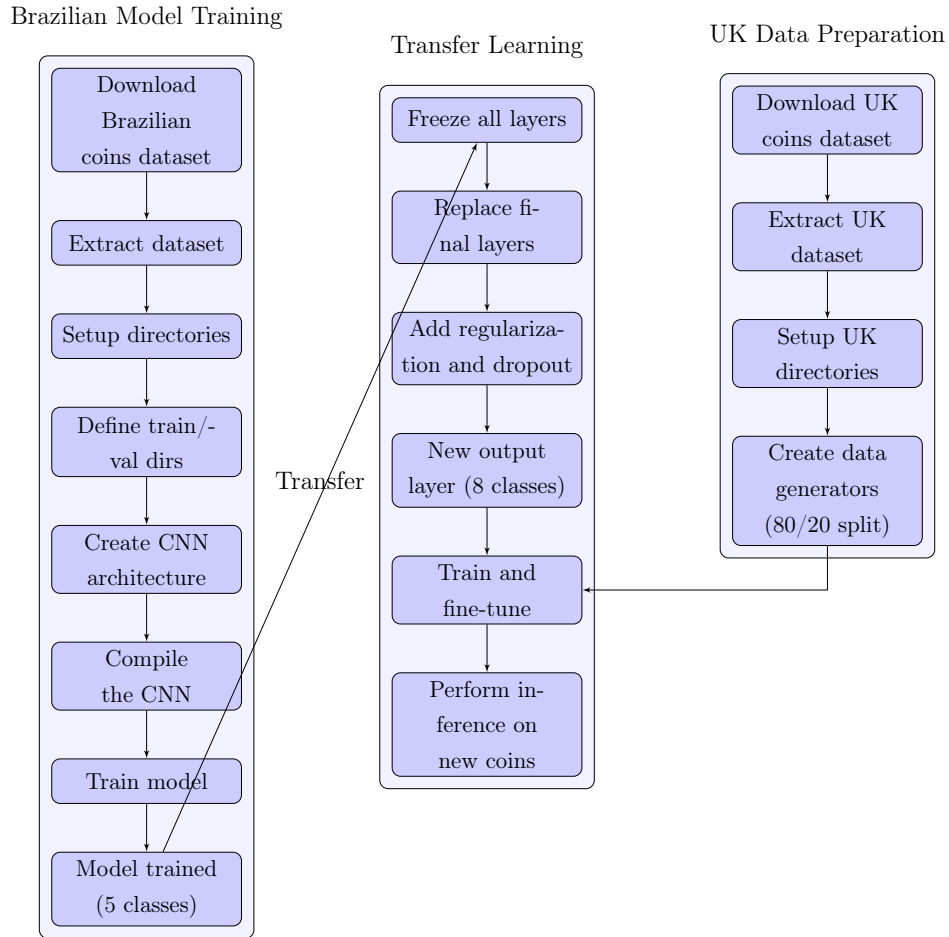 Brazilian Model Training
Download
Brazilian
coins dataset
Extract dataset
Setup directories
Define train/-
val dirs
Create CNN
architecture
Compile
the CNN
Train model
Model trained
(5 classes)
Transfer
Transfer Learning
Freeze all layers
Replace fi-
nal layers
Add regulariza-
tion and dropout
New output
layer (8 classes)
Train and
fine-tune
Perform in-
ference on
new coins
UK Data Preparation
Download UK
coins dataset
Extract UK
dataset
Setup UK
directories
Create data
generators
(80/20 split)